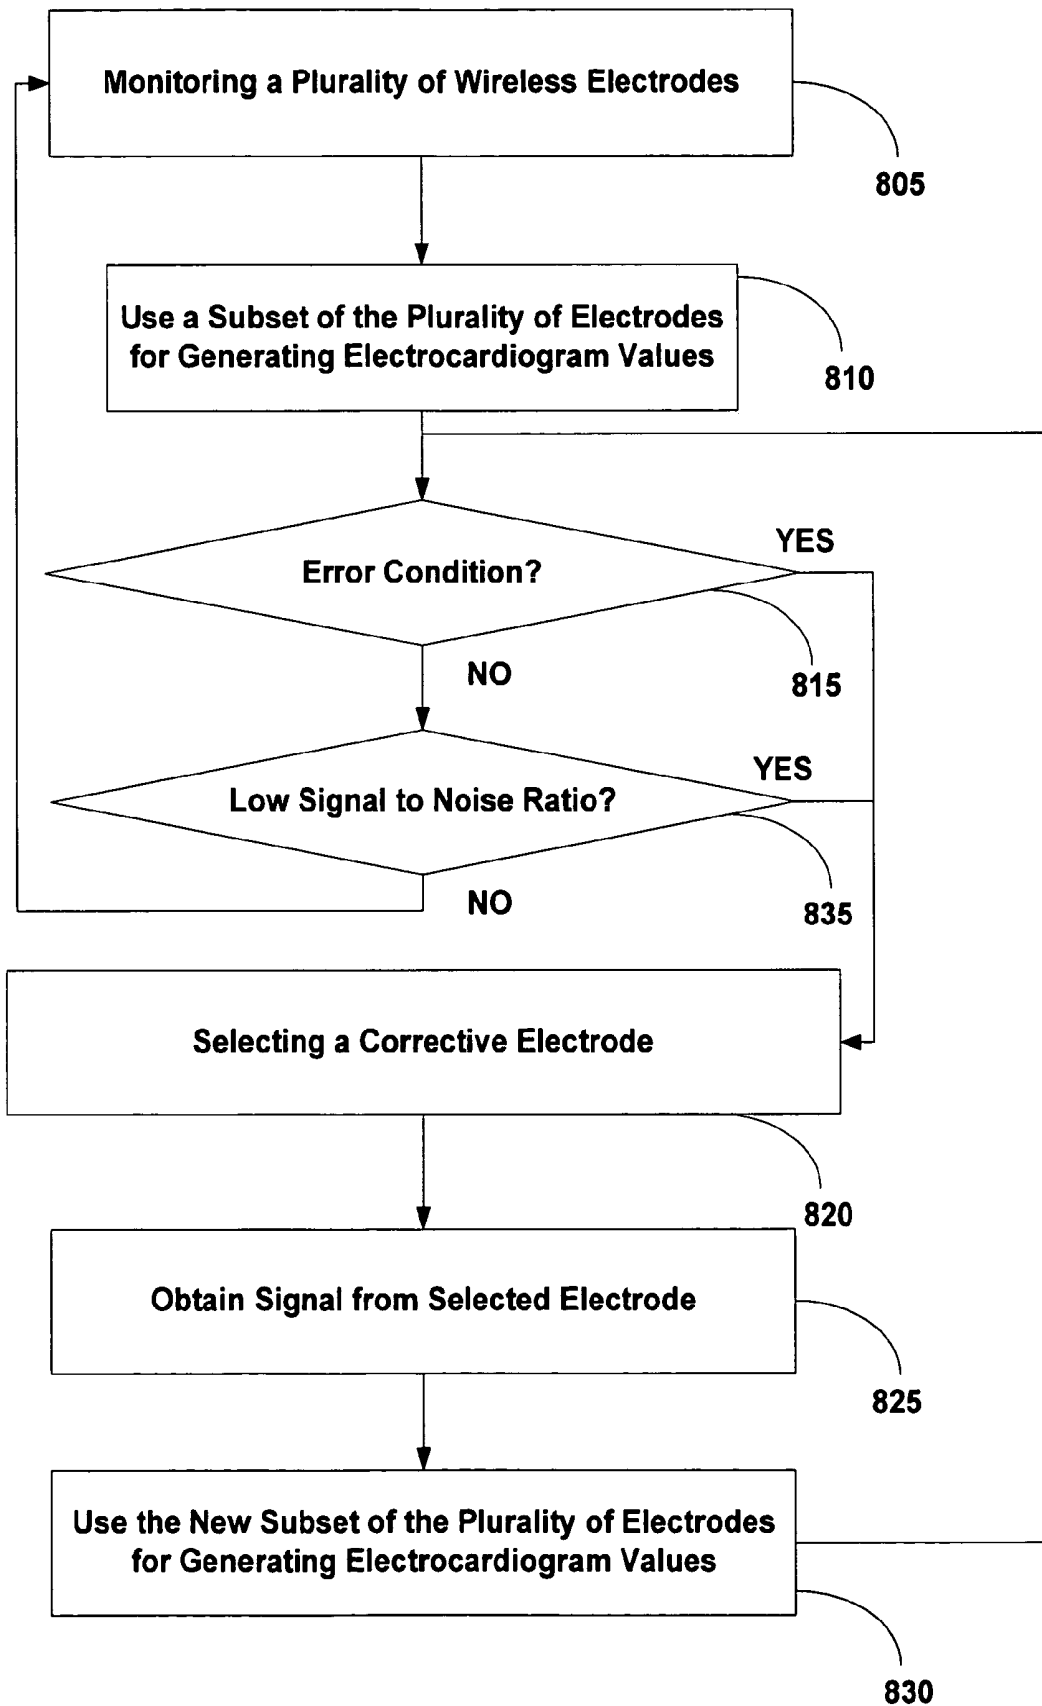 Monitoring a Plurality of Wireless Electrodes
805
Use a Subset of the Plurality of Electrodes
for Generating Electrocardiogram Values
810
YES
Error Condition?
NO
815
YES
Low Signal to Noise Ratio?
NO
835
Selecting a Corrective Electrode
820
Obtain Signal from Selected Electrode
825
Use the New Subset of the Plurality of Electrodes
for Generating Electrocardiogram Values
830